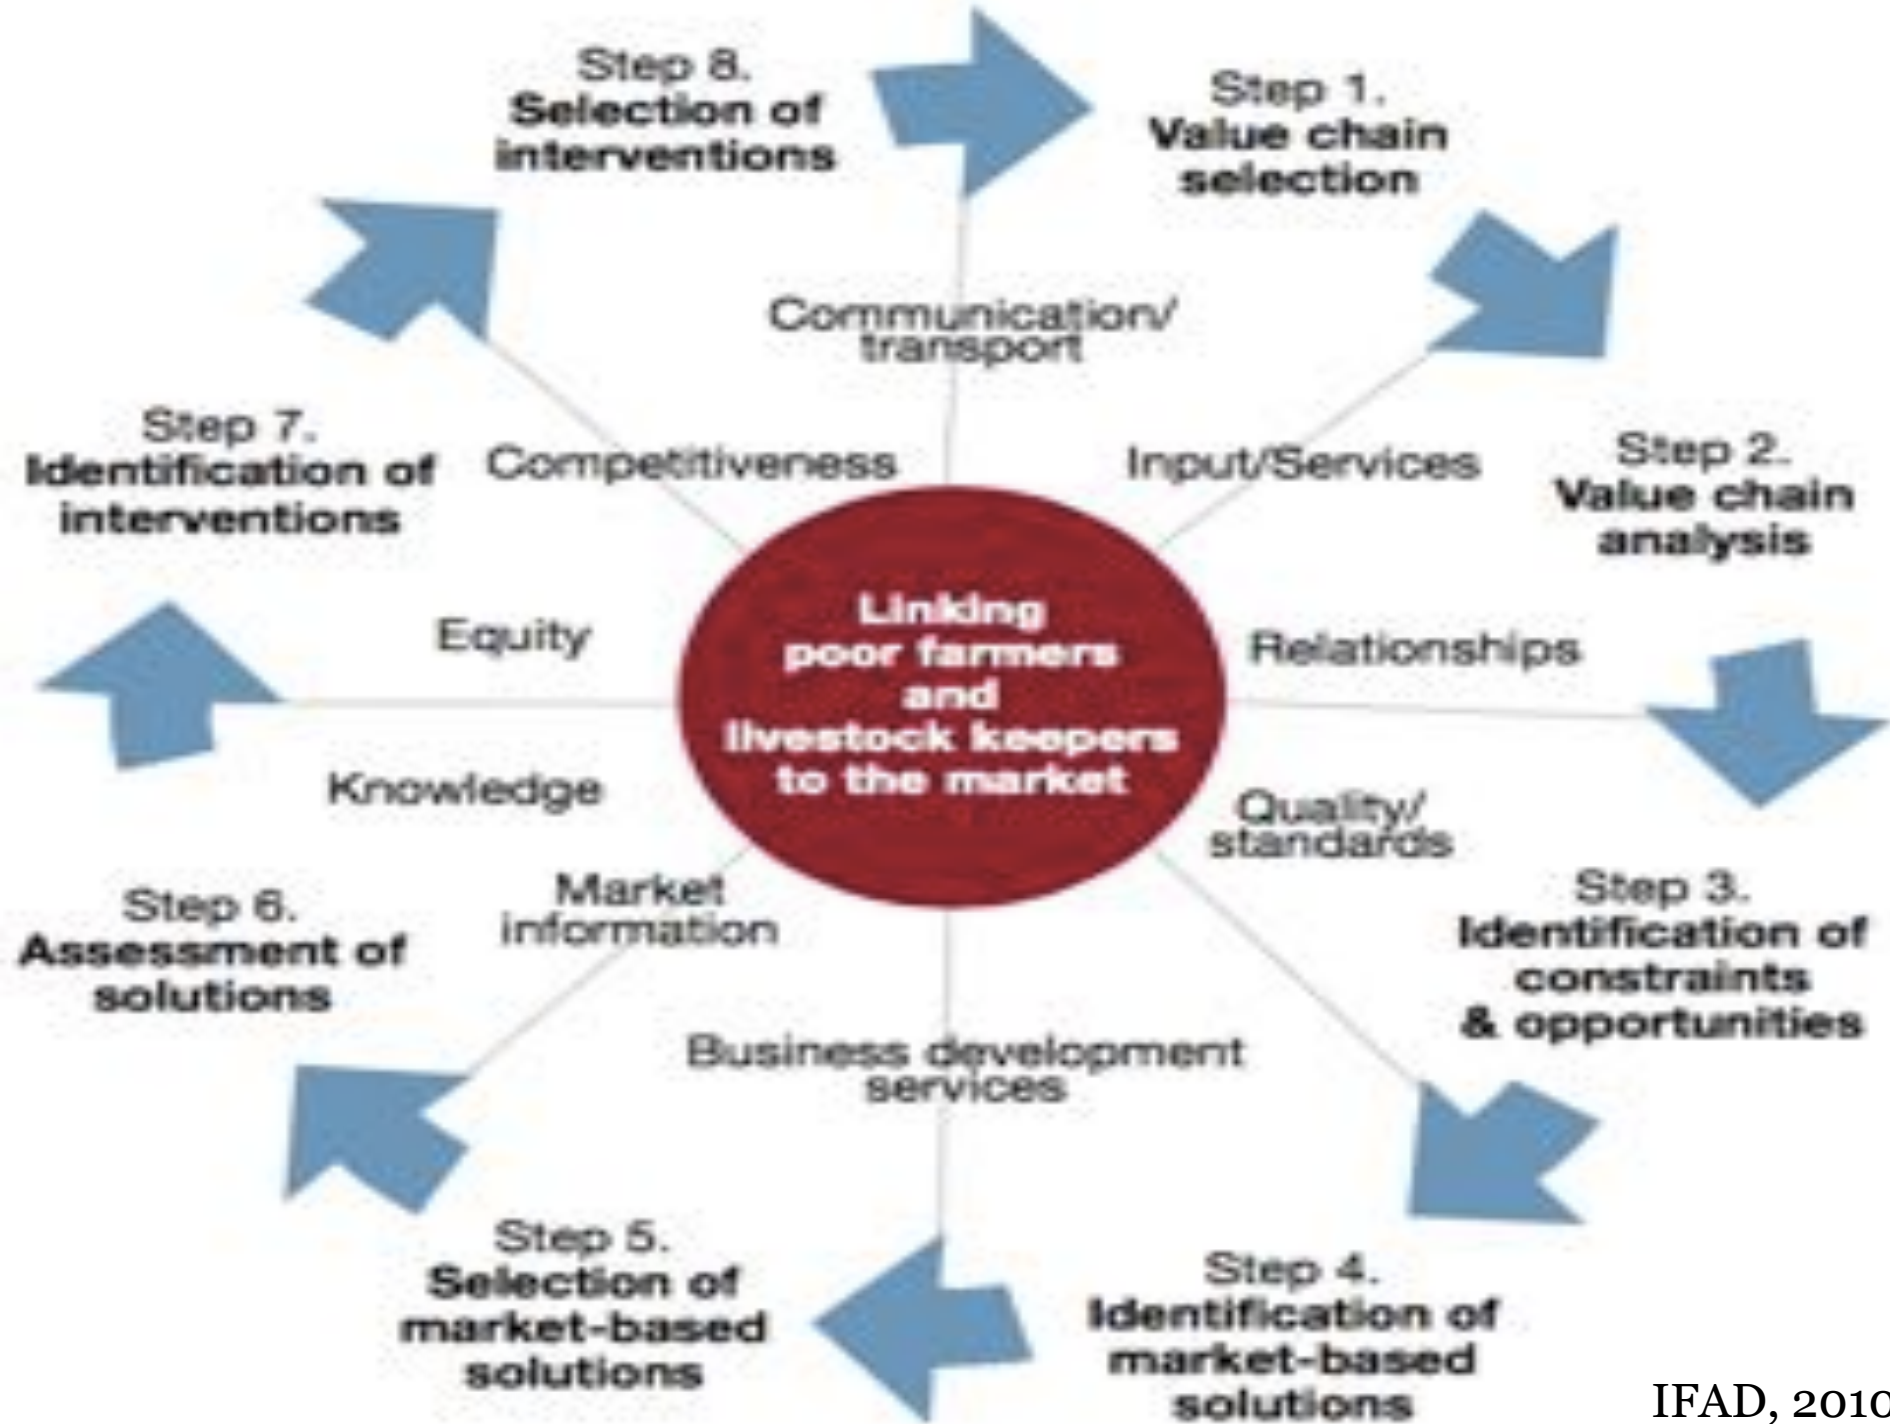 Step 8.
Selection of
interventions
Step 1.
Value chain
selection
Communication/
transport
Step 7.
Identification of
interventions
Competitiveness
Input/Services
Step 2.
Value chain
analysis
Linking
poor farmers
and
livestock keepers
to the market
Equity
Relationships
Knowledge
Quality/
standards
Step 6.
Assessment of
solutions
Market
information
Step 3.
Identification of
constraints
& opportunities
Business development
services
Step 5.
Selection of
market-based
solutions
Step 4.
Identification of
market-based
solutions
IFAD, 2010